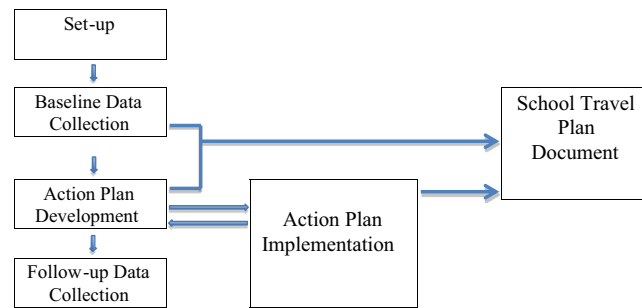 Set-up
Baseline Data
Collection
School Travel
Plan
Document
Action Plan
Development
Action Plan
Implementation
Follow-up Data
Collection